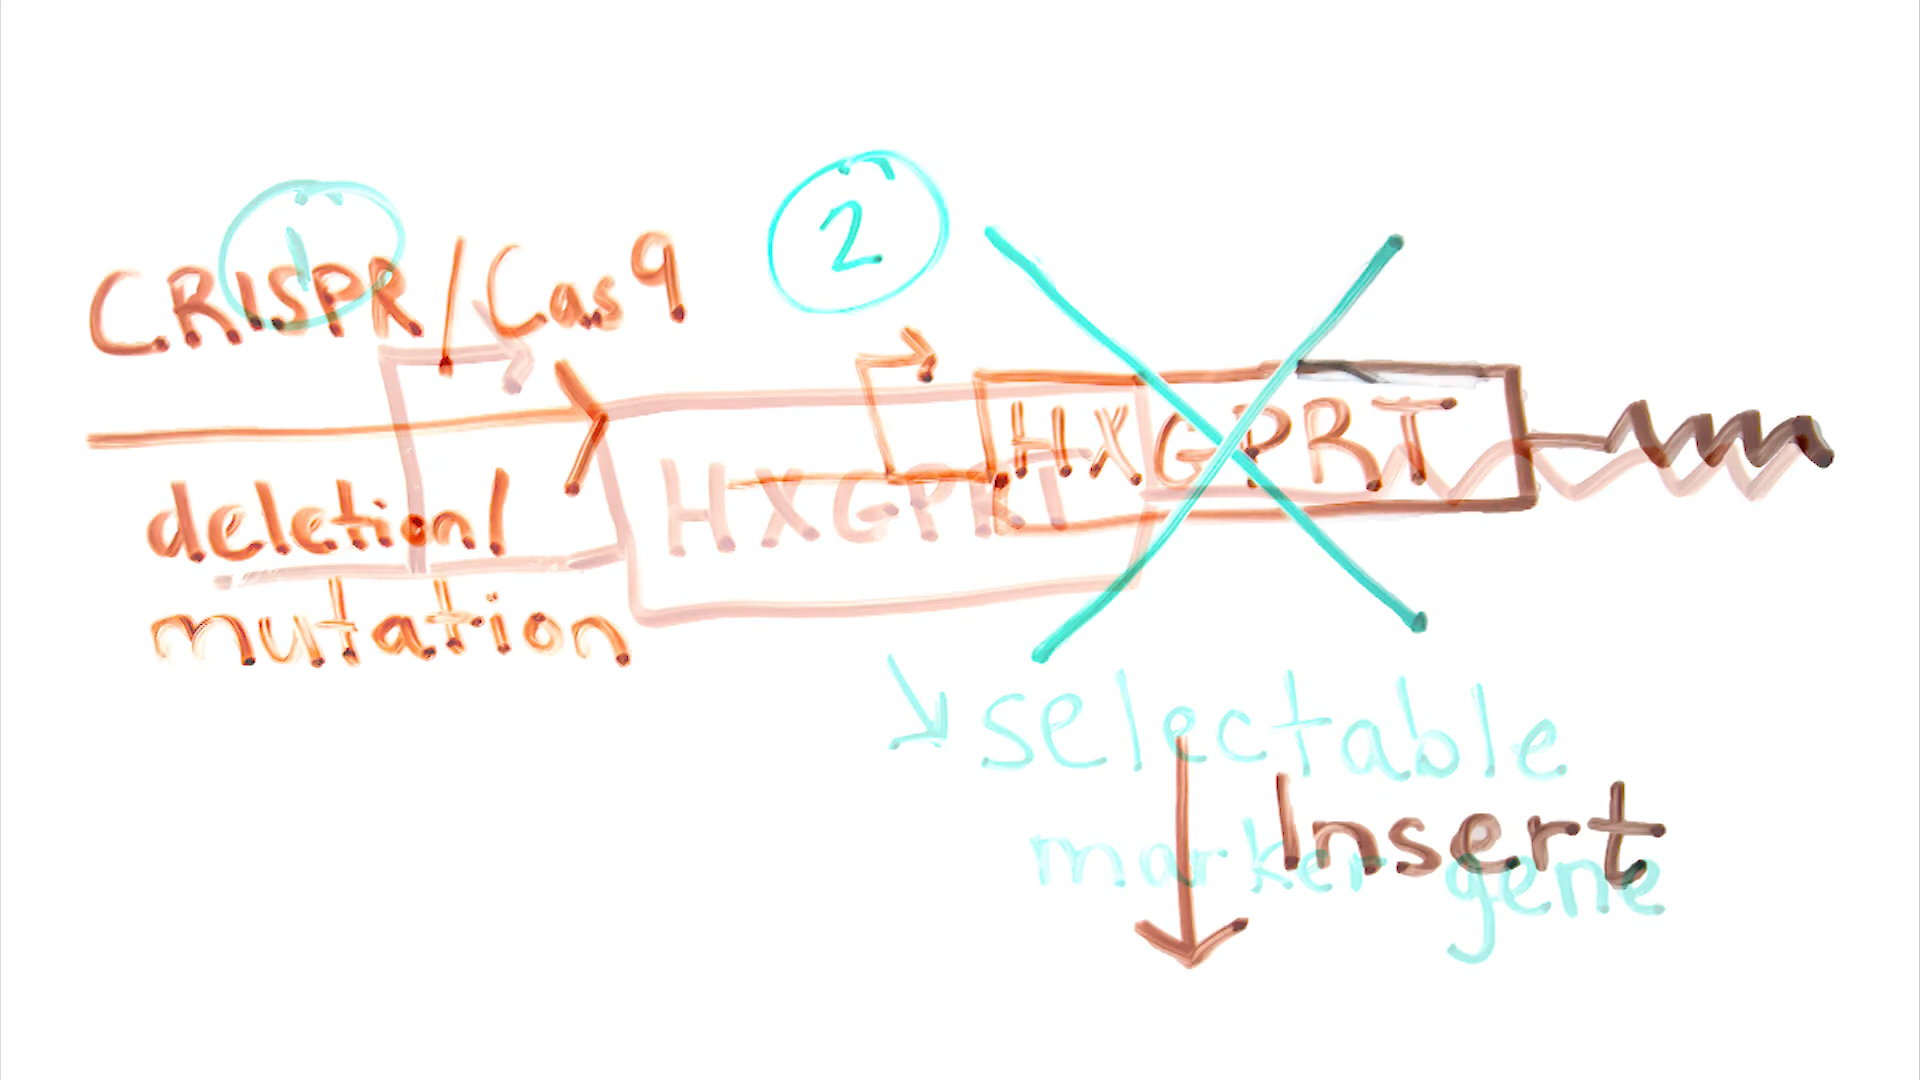 1
2
CRISPR/Cas9
HXGPRT
HXGPRT
deletion/
mutation
selectable
marker gene
Insert